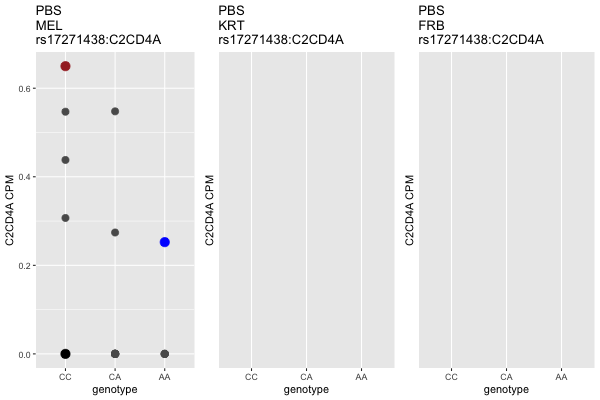 PBS
MEL
rs17271438:C2CD4A
C2CD4A CPM
0.6
0.4
0.2
0.0
CC CA AA
genotype
PBS
KRT
rs17271438:C2CD4A
C2CD4A CPM
CC CA AA
genotype
PBS
FRB
rs17271438:C2CD4A
C2CD4A CPM
CC CA AA
genotype